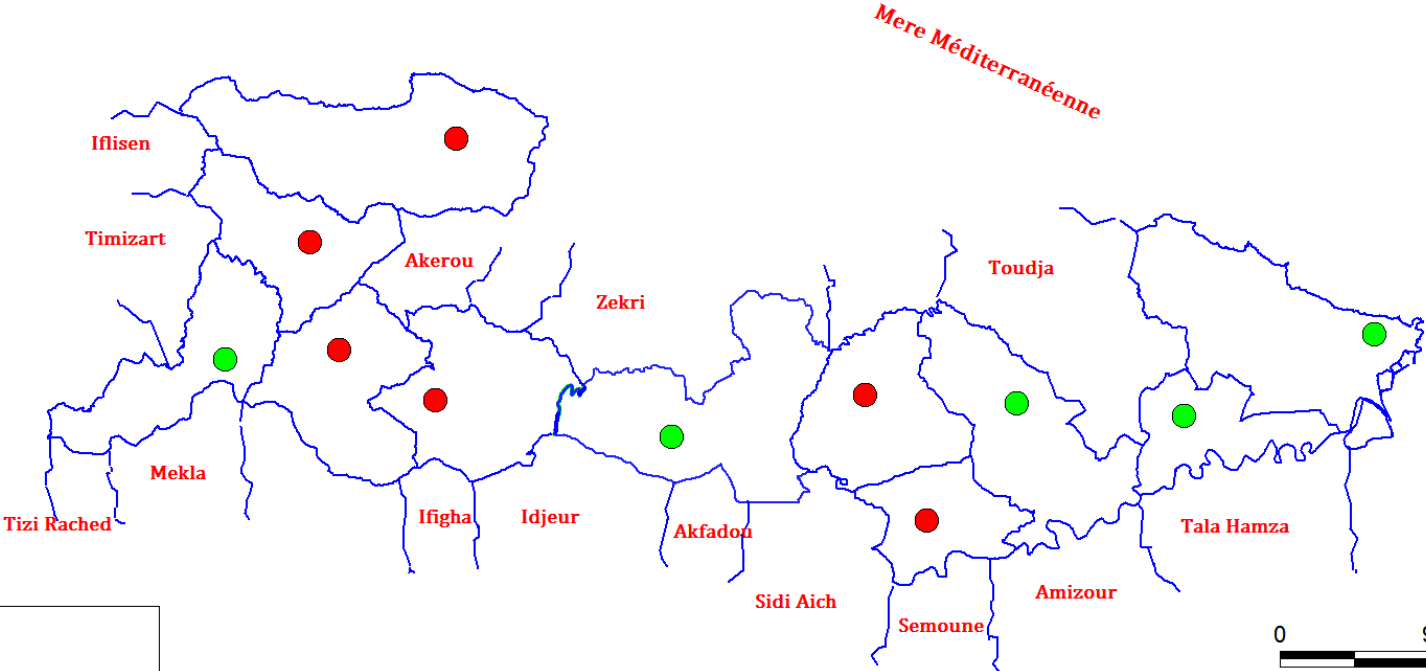 Mere Méditerranéenne
Iflisen
Timizart
Akerou
Toudja
Zekri
Mekla
Tizi Rached
Ifigha
Idjeur
Akfadou
Tala Hamza
Sidi Aich
Amizour
Semoune
0